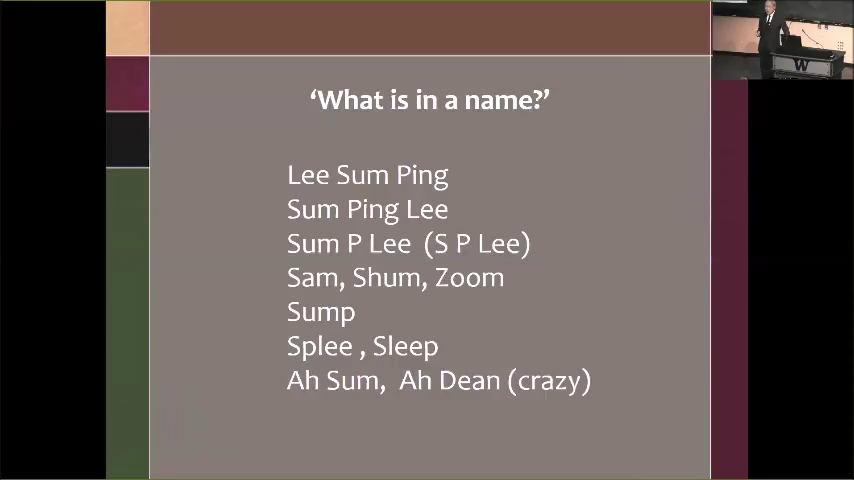 ‘What is in a name?’
Lee Sum Ping
Sum Ping Lee
Sum P Lee (S P Lee)
Sam, Shum, Zoom
Sump
Splee , Sleep
Ah Sum, Ah Dean (crazy)
W